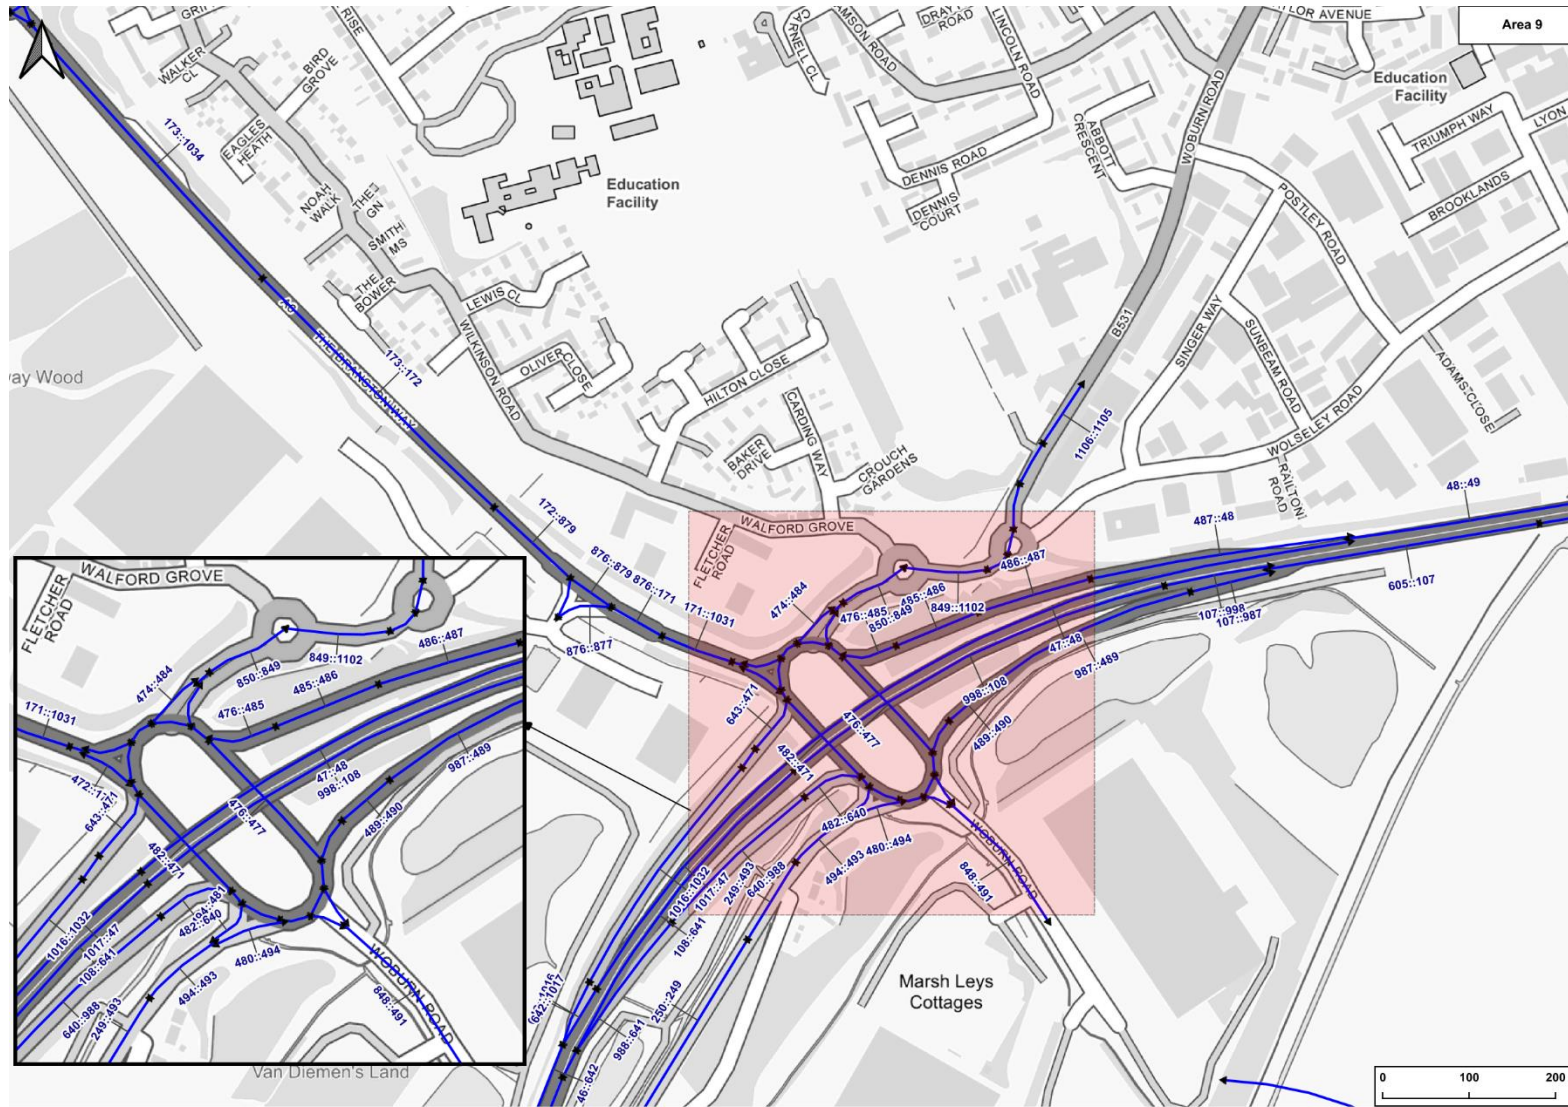 Area 9
RISE
WALKER
CL
BIRD
GROVE
EAGLES
HEATH
NOAH
WALK
THE
GN
SMITH
MS
THE
BOWER
LEWIS CL
WILKINSON ROAD
OLIVER
CLOSE
HILTON CLOSE
BAKER
DRIVE
CARDING WAY
CROUCH
GARDENS
Education
Facility
CARNELL CL
LINCOLN ROAD
ROAD
DENNIS ROAD
DENNIS
COURT
ABBOTT
CRESCENT
WOBURN ROAD
Education
Facility
TRIUMPH WAY
LYON
BROOKLANDS
POSTLEY ROAD
B531
SINGER WAY
SUNBEAM ROAD
WOLSELEY ROAD
ADAMS CLOSE
RAILTON
ROAD
173::1034
173::172
THE BRANSTON WAY
172::879
876::879
876::171
171::1031
876::877
FLETCHER
ROAD
WALFORD GROVE
474::484
476::485
485::486
850::849
849::1102
486::487
487::48
48::49
1106::1105
605::107
107::998
107::987
47::48
987::489
998::108
489::490
643::471
476::477
482::471
482::640
480::494
494::493
1016::1032
1017::47
249::493
640::988
108::641
848::491
WOBURN ROAD
250::249
642::1017
988::641
46::642
Marsh Leys
Cottages
Van Diemen's Land
WALFORD GROVE
FLETCHER
ROAD
474::484
850::849
849::1102
486::487
485::486
476::485
171::1031
643::471
47::48
998::108
987::489
476::477
489::490
482::471
482::640
1016::1032
1017::47
108::641
480::494
494::493
640::988
249::493
848::491
WOBURN ROAD
0 100 200